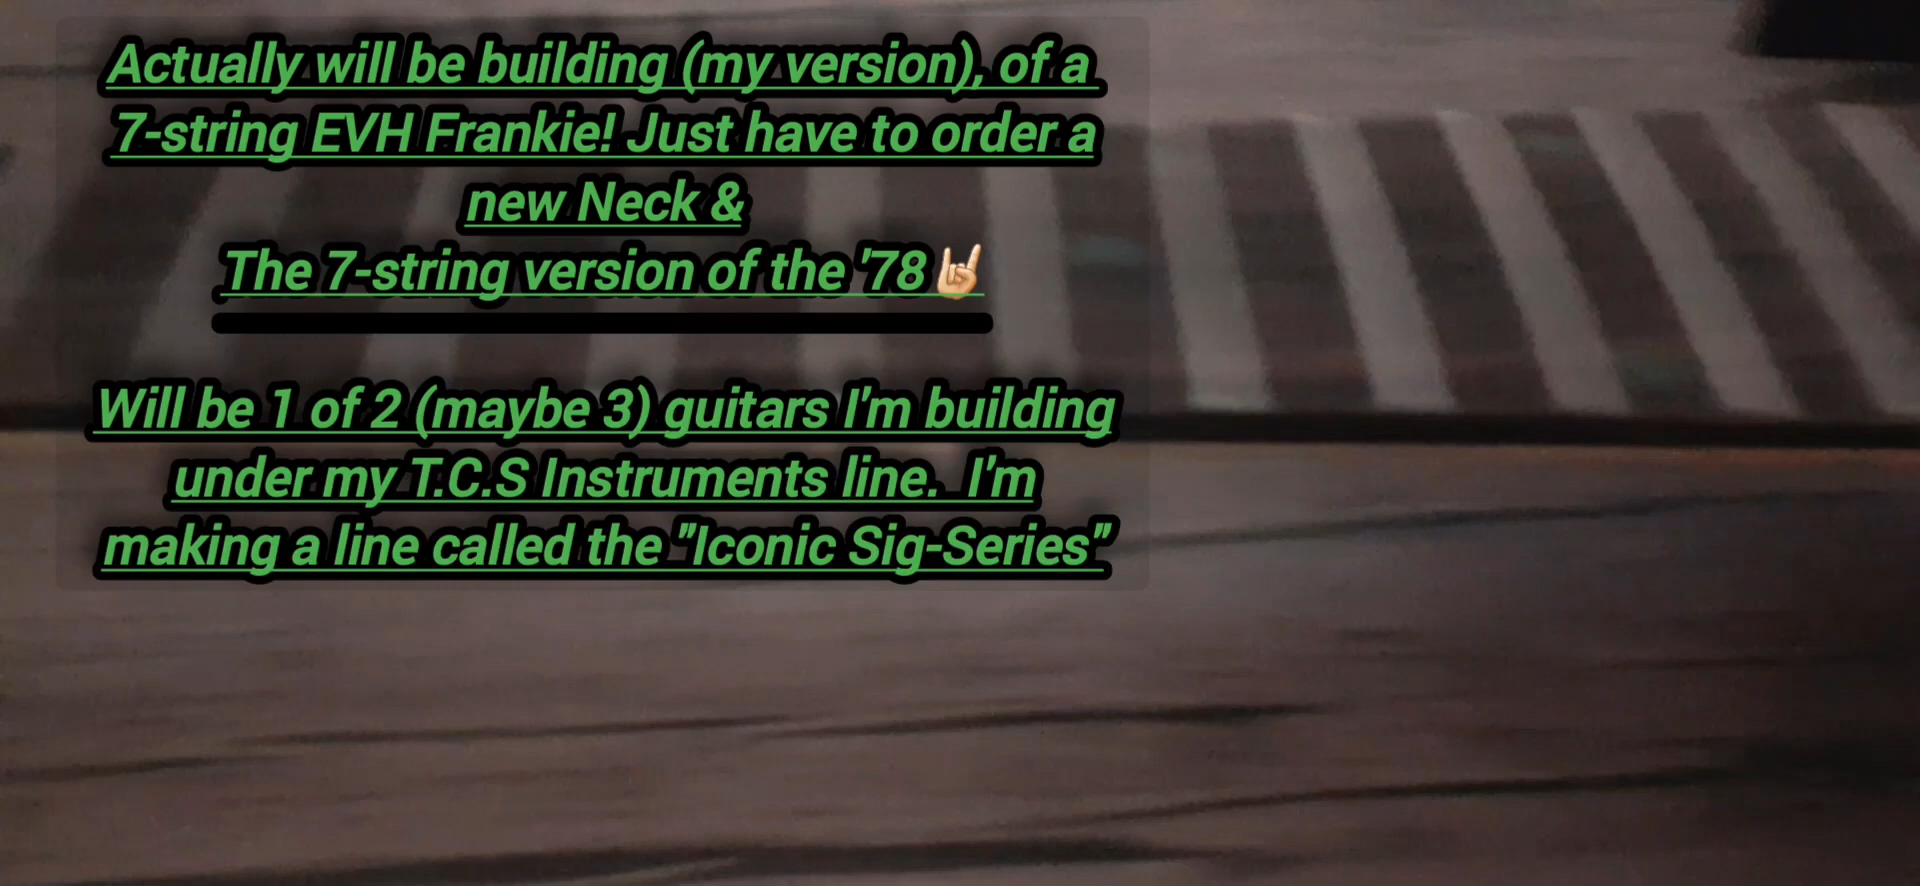 Actually will be building (my version), of a
7-string EVH Frankie! Just have to order a
new Neck &
The 7-string version of the '78🤘🏼
Will be 1 of 2 (maybe 3) guitars I'm building
under my T.C.S Instruments line.  I'm
making a line called the "Iconic Sig-Series"